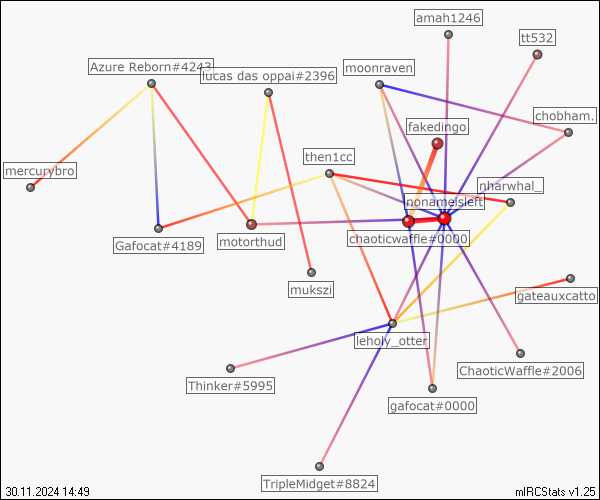 amah1246
tt532
Azure Reborn#4243
lucas das oppai#2396
moonraven
chobham.
fakedingo
then1cc
mercurybro
nharwhal_
nonameisleft
Gafocat#4189
motorthud
chaoticwaffle#0000
mukszi
gateauxcatto
leholy_otter
ChaoticWaffle#2006
Thinker#5995
gafocat#0000
TripleMidget#8824
30.11.2024 14:49
mIRCStats v1.25